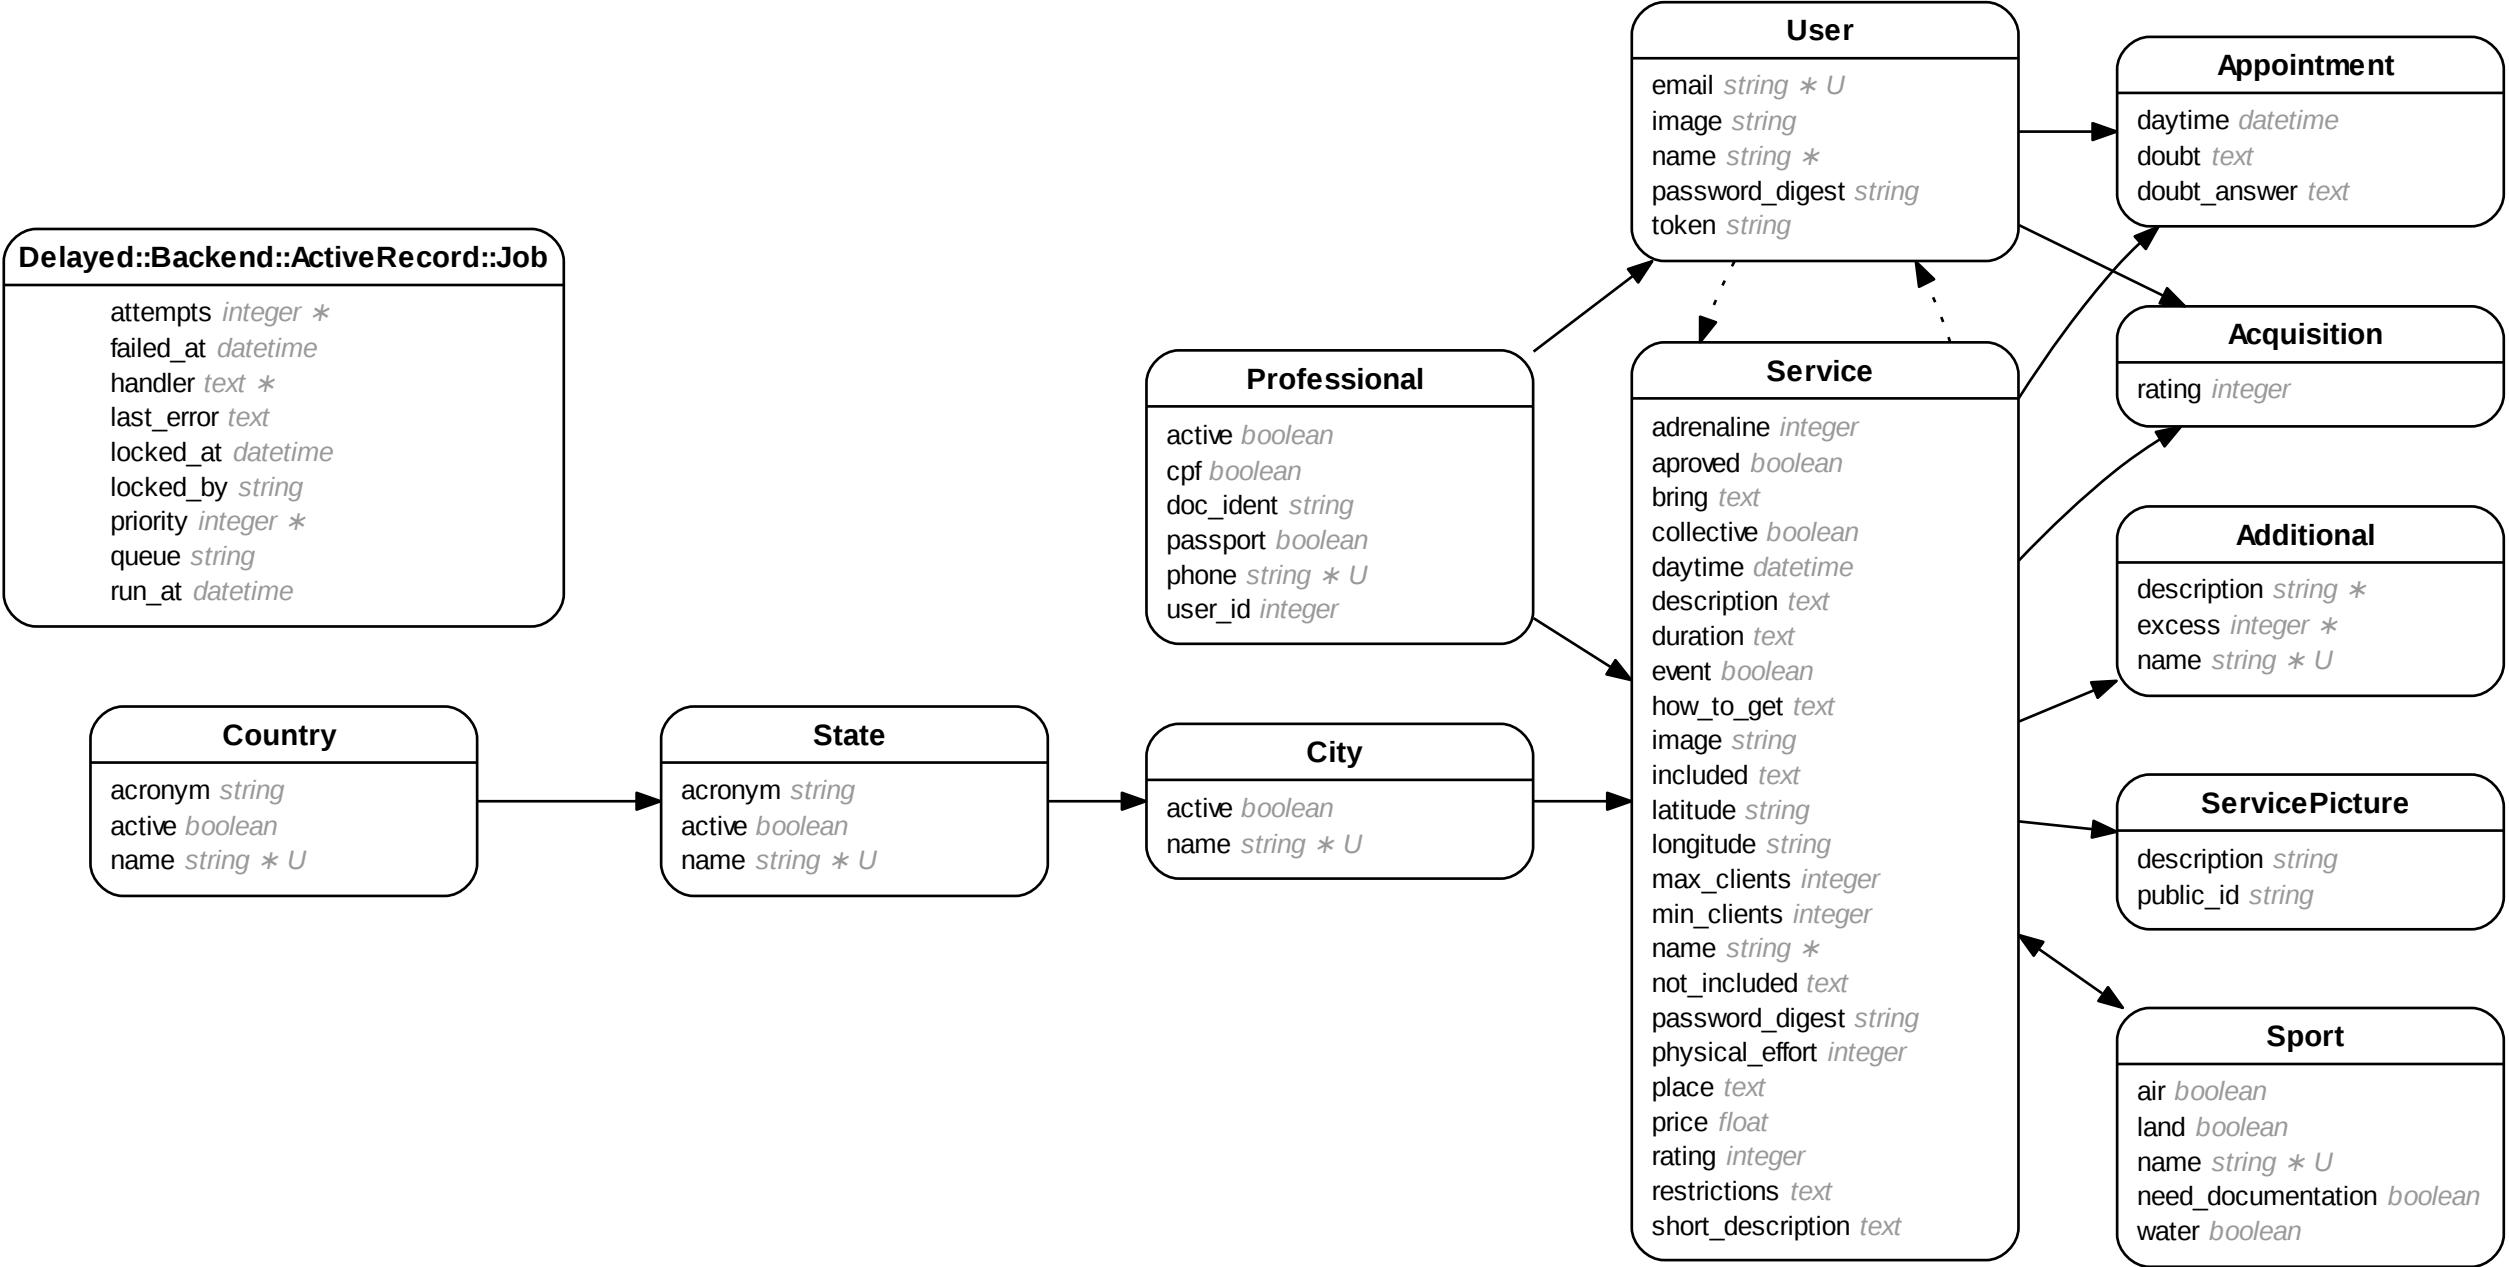 Delayed::Backend::ActiveRecord::Job
attempts integer ∗
failed_at datetime
handler text ∗
last_error text
locked_at datetime
locked_by string
priority integer ∗
queue string
run_at datetime
Country
acronym string
active boolean
name string ∗ U
State
acronym string
active boolean
name string ∗ U
Professional
active boolean
cpf boolean
doc_ident string
passport boolean
phone string ∗ U
user_id integer
City
active boolean
name string ∗ U
User
email string ∗ U
image string
name string ∗
password_digest string
token string
Service
adrenaline integer
aproved boolean
bring text
collective boolean
daytime datetime
description text
duration text
event boolean
how_to_get text
image string
included text
latitude string
longitude string
max_clients integer
min_clients integer
name string ∗
not_included text
password_digest string
physical_effort integer
place text
price float
rating integer
restrictions text
short_description text
Appointment
daytime datetime
doubt text
doubt_answer text
Acquisition
rating integer
Additional
description string ∗
excess integer ∗
name string ∗ U
ServicePicture
description string
public_id string
Sport
air boolean
land boolean
name string ∗ U
need_documentation boolean
water boolean